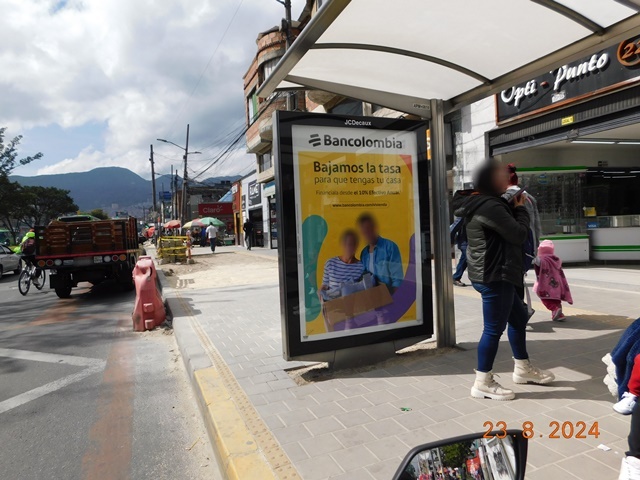 JCDecaux
Bancolombia
Bajamos la tasa
para que tengas tu casa
Opti - Punto
23 8.2024